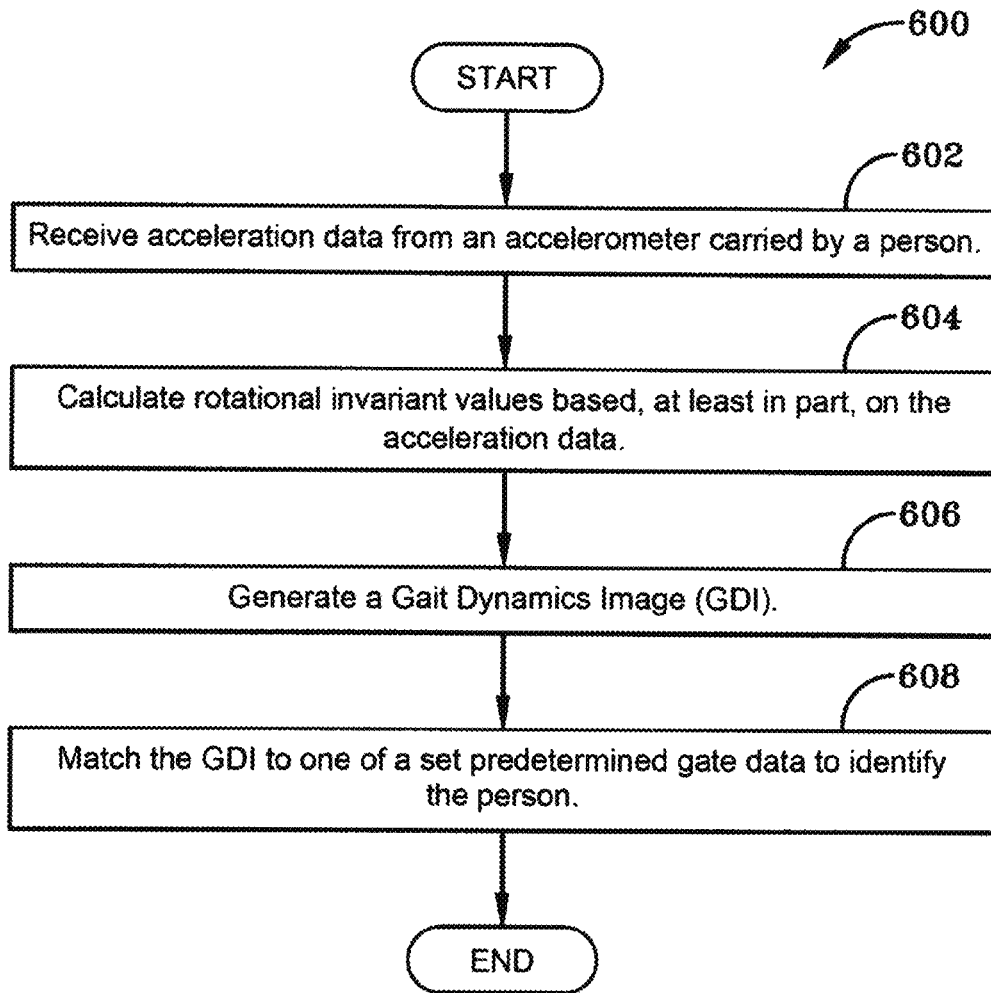 600
START
602
Receive acceleration data from an accelerometer carried by a person.
604
Calculate rotational invariant values based, at least in part, on the
acceleration data.
606
Generate a Gait Dynamics Image (GDI).
608
Match the GDI to one of a set predetermined gate data to identify
the person.
END